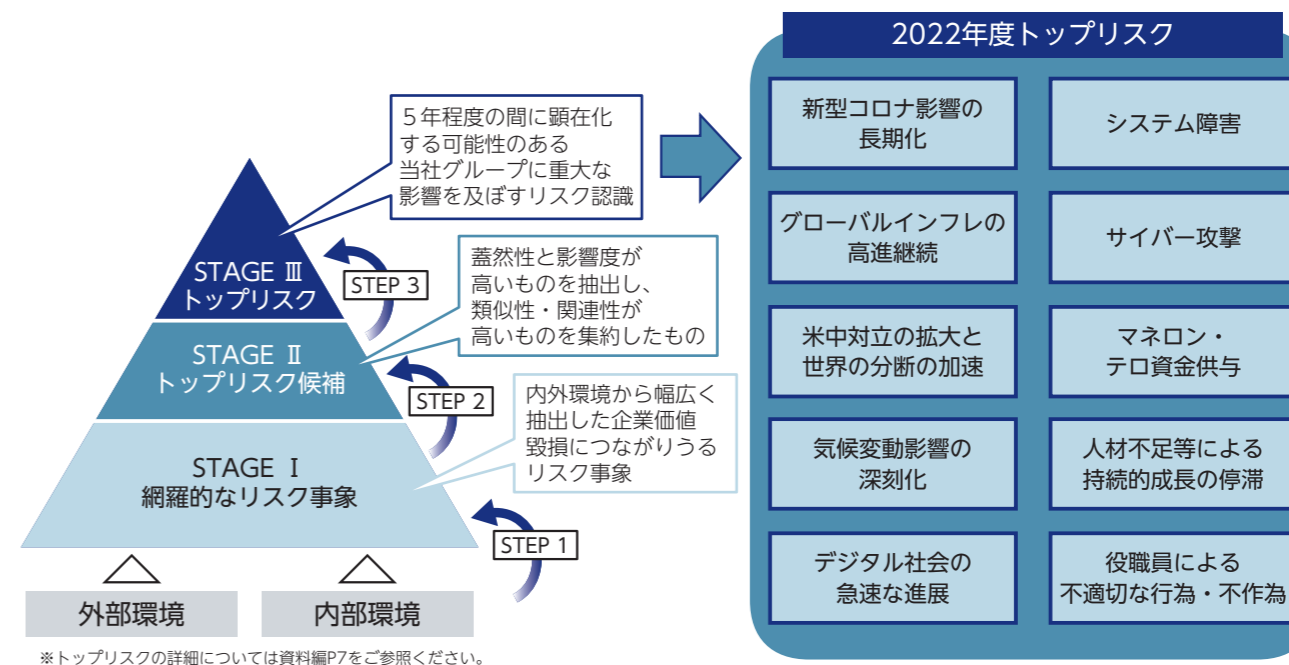 5年程度の間に顕在化
する可能性のある
当社グループに重大な
影響を及ぼすリスク認識
STAGE Ⅲ
トップリスク
STEP 3
蓋然性と影響度が
高いものを抽出し、
類似性・関連性が
高いものを集約したもの
STAGE Ⅱ
トップリスク候補
STEP 2
内外環境から幅広く
抽出した企業価値
毀損につながりうる
リスク事象
STAGE Ⅰ
網羅的なリスク事象
STEP 1
外部環境
内部環境
※トップリスクの詳細については資料編P7をご参照ください。
2022年度トップリスク
新型コロナ影響の
長期化
システム障害
グローバルインフレの
高進継続
サイバー攻撃
米中対立の拡大と
世界の分断の加速
マネロン・
テロ資金供与
気候変動影響の
深刻化
人材不足等による
持続的成長の停滞
デジタル社会の
急速な進展
役職員による
不適切な行為・不作為